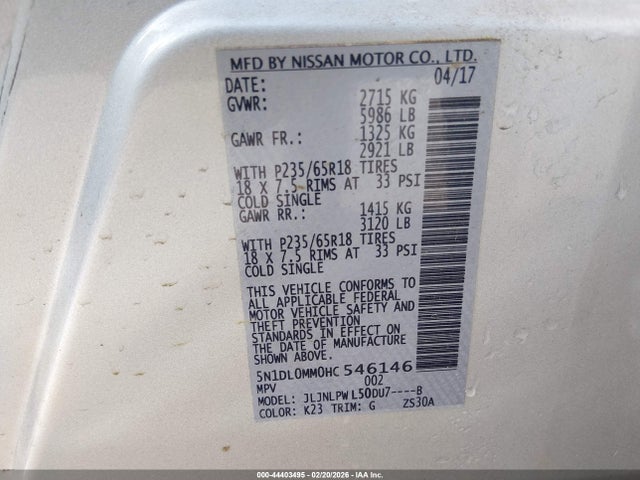 MFD BY NISSAN MOTOR CO., LTD.
DATE: 04/17
GVWR: 2715 KG
5986 LB
GAWR FR.: 1325 KG
2921 LB
WITH P235/65R18 TIRES
18 X 7.5 RIMS AT 33 PSI
COLD SINGLE
GAWR RR.: 1415 KG
3120 LB
WITH P235/65R18 TIRES
18 X 7.5 RIMS AT 33 PSI
COLD SINGLE
THIS VEHICLE CONFORMS TO
ALL APPLICABLE FEDERAL
MOTOR VEHICLE SAFETY AND
THEFT PREVENTION
STANDARDS IN EFFECT ON
THE DATE OF MANUFACTURE
SHOWN ABOVE.
5N1DL0MM0HC 546146
MPV 002
MODEL: JLJNLPW L50DU7----B
COLOR: K23 TRIM: G ZS30A
000-44403495 - 02/20/2026 - IAA Inc.